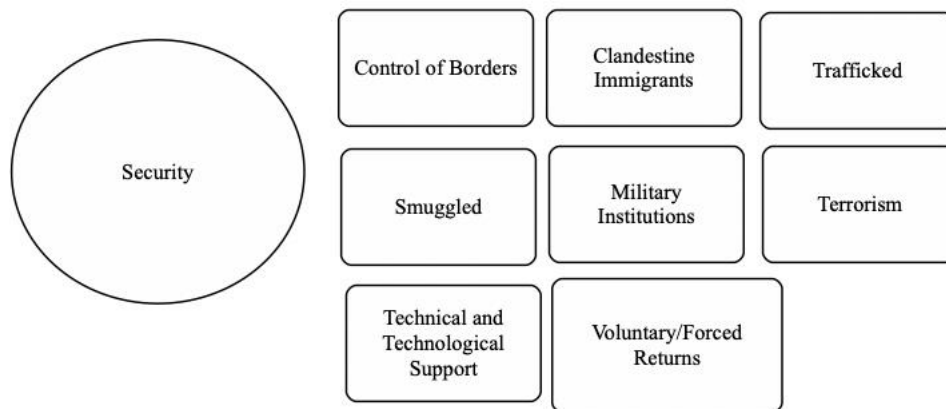 Security
Control of Borders
Clandestine
Immigrants
Trafficked
Smuggled
Military
Institutions
Terrorism
Technical and
Technological
Support
Voluntary/Forced
Returns